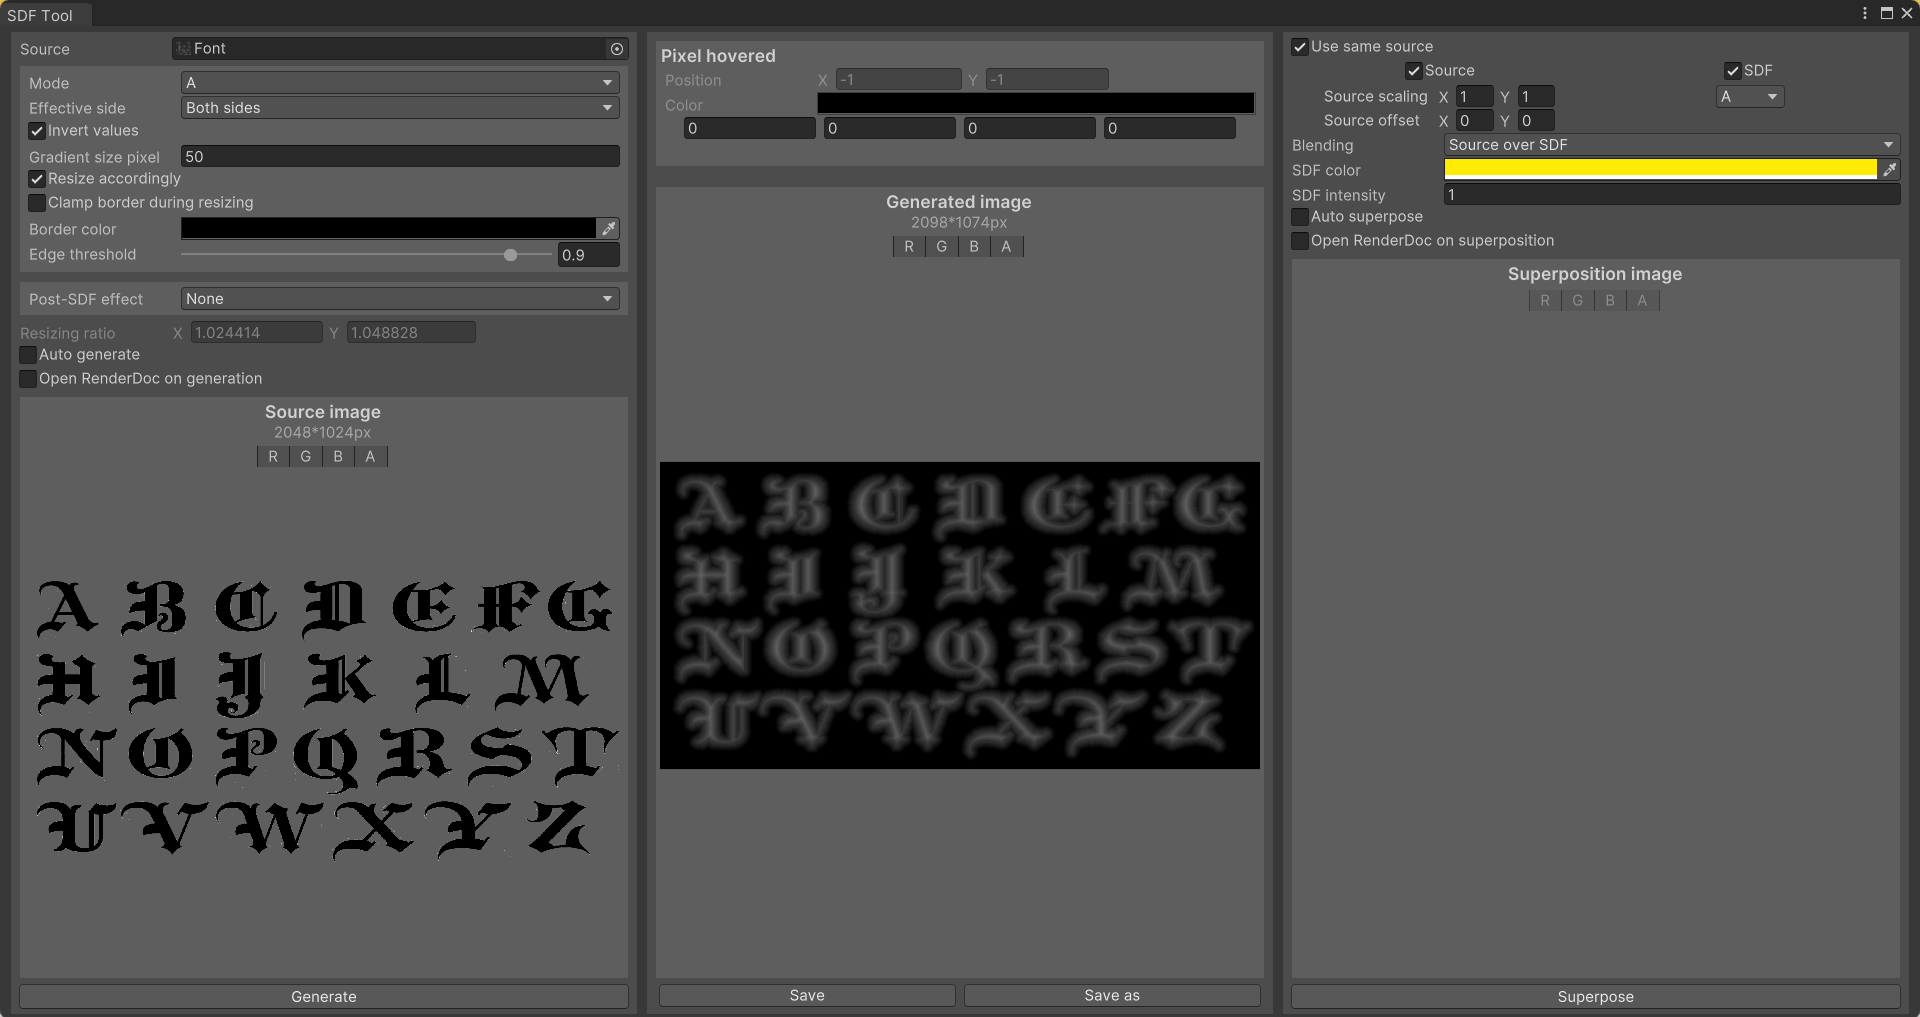 SDF Tool
Source Font
Mode A
Effective side Both sides
Invert values
Gradient size pixel 50
Resize accordingly
Clamp border during resizing
Border color
Edge threshold 0.9
Post-SDF effect None
Resizing ratio X 1.024414 Y 1.048828
Auto generate
Open RenderDoc on generation
Source image
2048*1024px
R G B A
A B C D E F G
H I J K L M
N O P Q R S T
U V W X Y Z
Generate
Pixel hovered
Position X -1 Y -1
Color
0 0 0 0
Generated image
2098*1074px
R G B A
A B C D E F G
H I J K L M
N O P Q R S T
U V W X Y Z
Save Save as
Use same source
Source SDF
Source scaling X 1 Y 1 A
Source offset X 0 Y 0
Blending Source over SDF
SDF color
SDF intensity 1
Auto superpose
Open RenderDoc on superposition
Superposition image
R G B A
Superpose